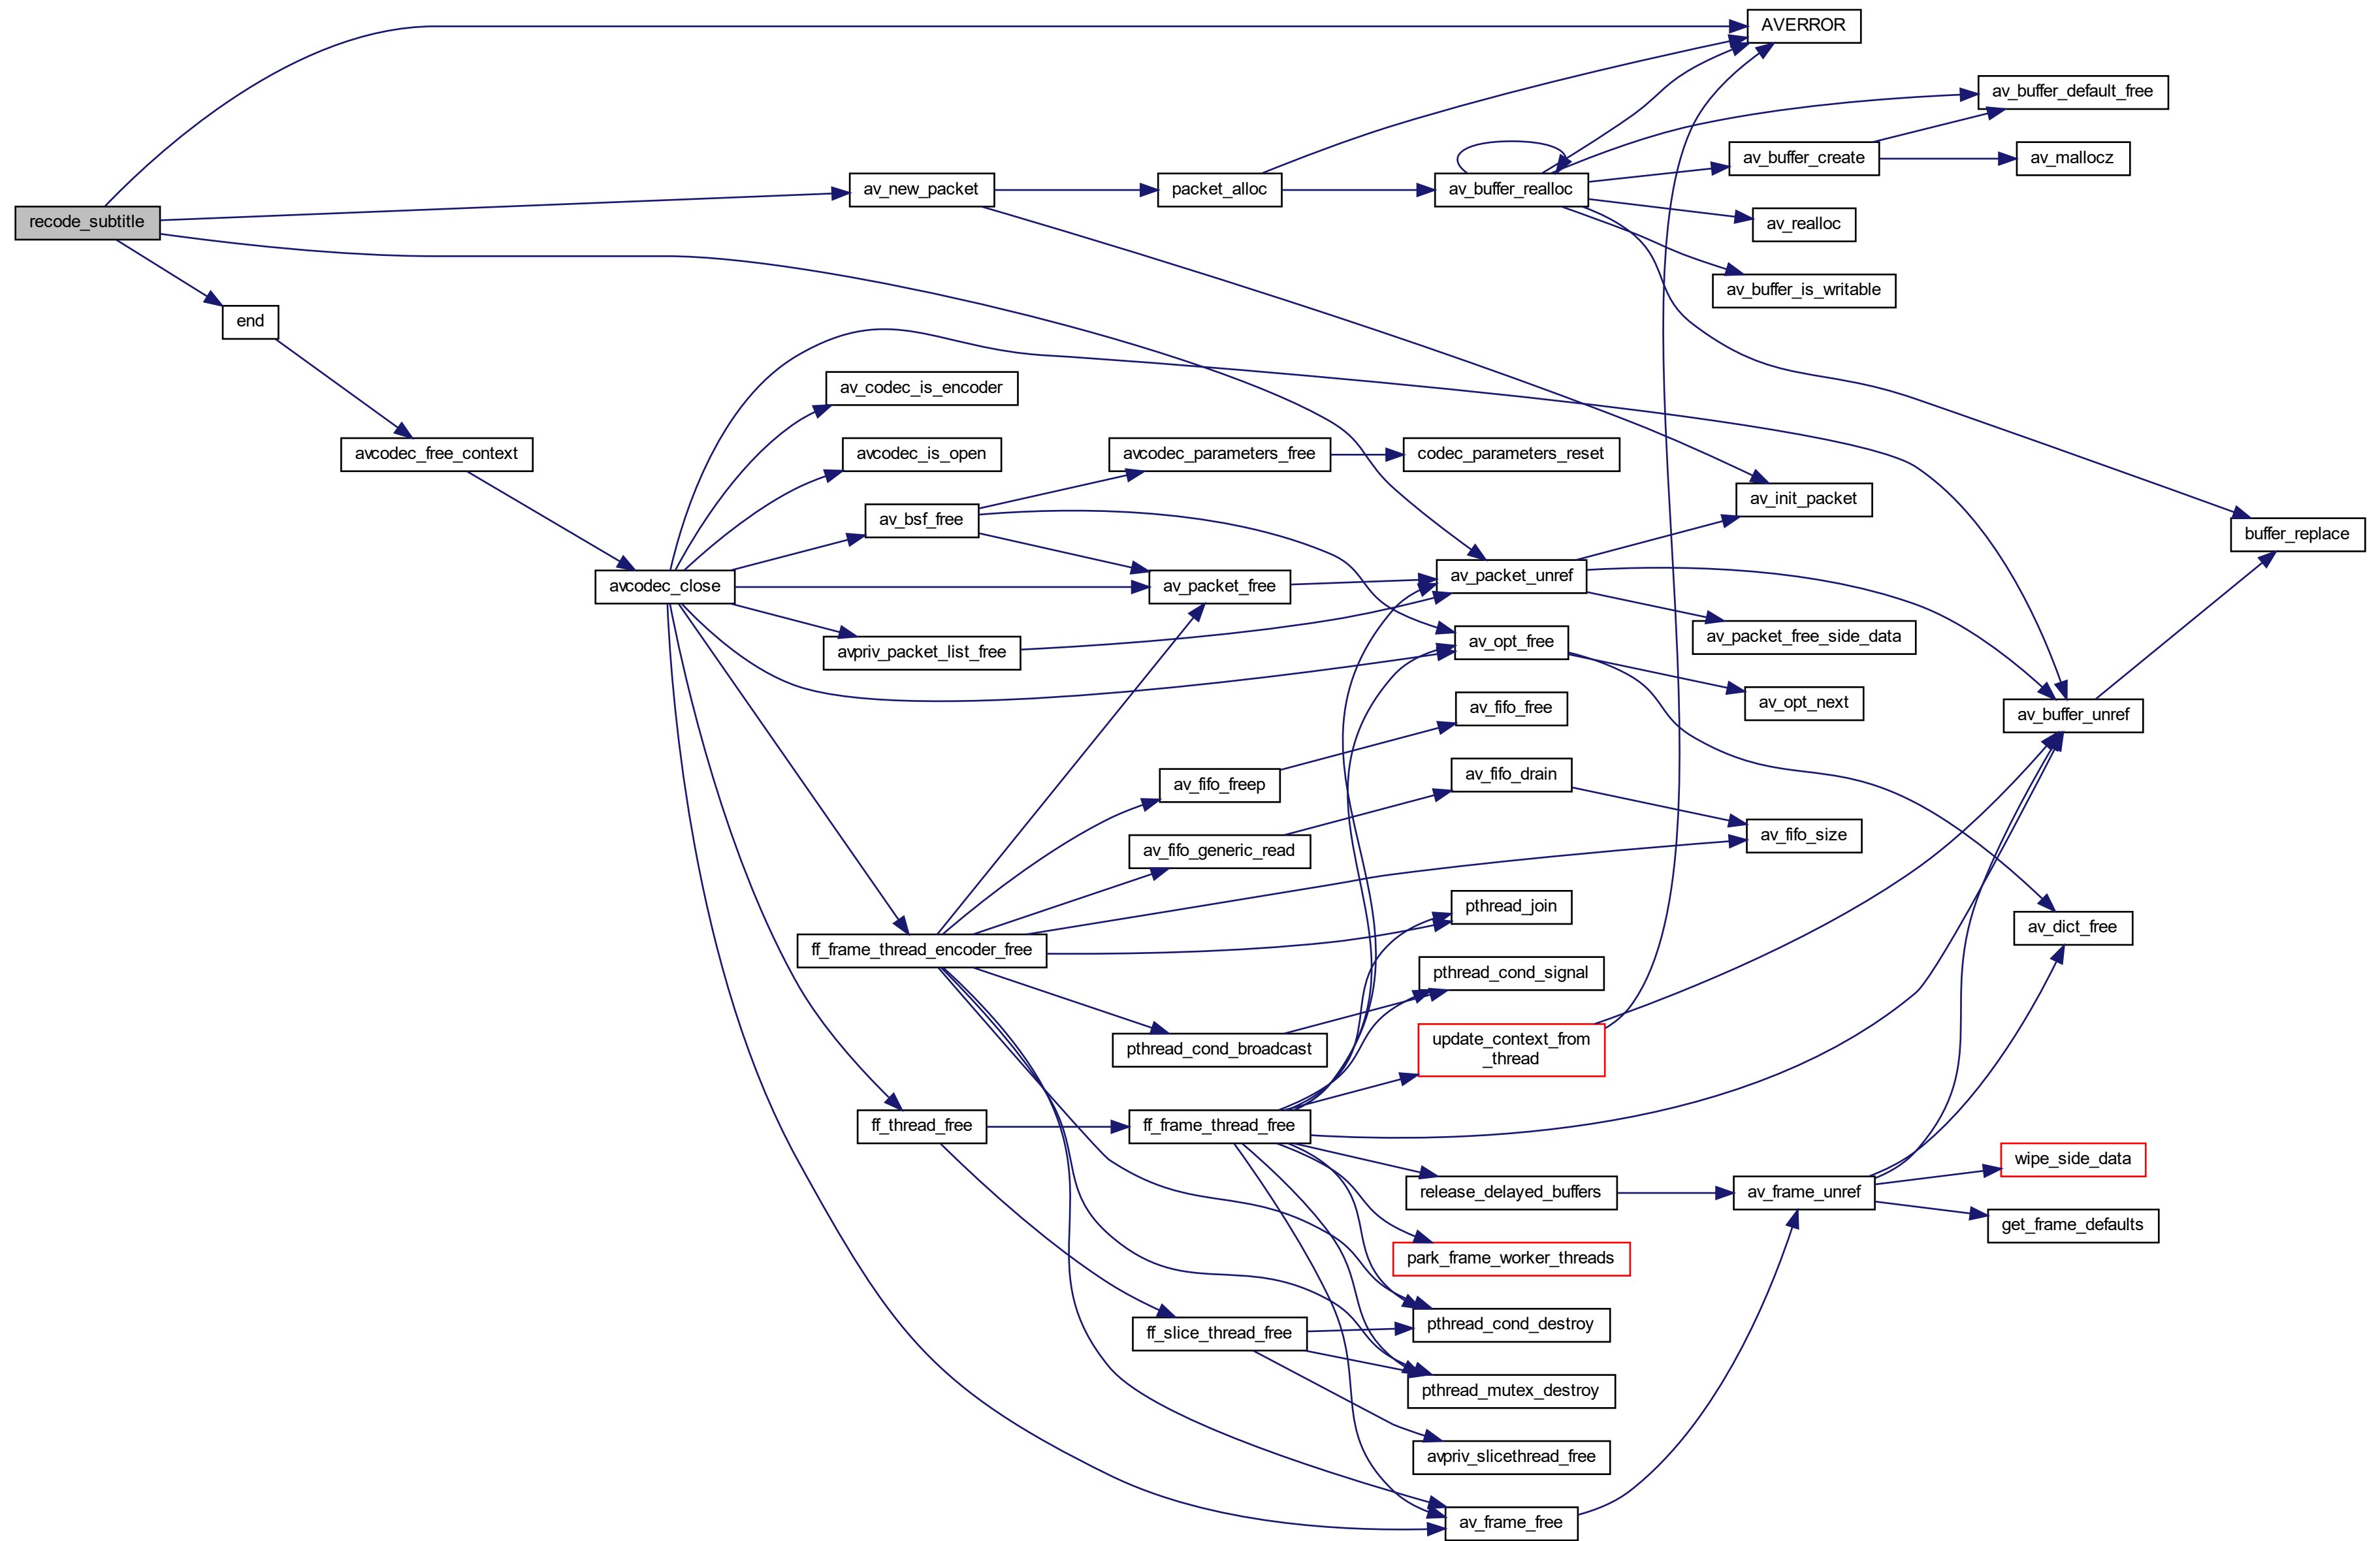 AVERROR
av_buffer_default_free
av_buffer_create
av_mallocz
av_new_packet
packet_alloc
av_buffer_realloc
recode_subtitle
av_realloc
av_buffer_is_writable
end
av_codec_is_encoder
avcodec_free_context
avcodec_is_open
avcodec_parameters_free
codec_parameters_reset
av_init_packet
av_bsf_free
buffer_replace
avcodec_close
av_packet_free
av_packet_unref
avpriv_packet_list_free
av_opt_free
av_packet_free_side_data
av_opt_next
av_fifo_free
av_buffer_unref
av_fifo_freep
av_fifo_drain
av_fifo_generic_read
av_fifo_size
pthread_join
av_dict_free
ff_frame_thread_encoder_free
pthread_cond_signal
pthread_cond_broadcast
update_context_from
_thread
ff_thread_free
ff_frame_thread_free
wipe_side_data
release_delayed_buffers
av_frame_unref
get_frame_defaults
park_frame_worker_threads
ff_slice_thread_free
pthread_cond_destroy
pthread_mutex_destroy
avpriv_slicethread_free
av_frame_free